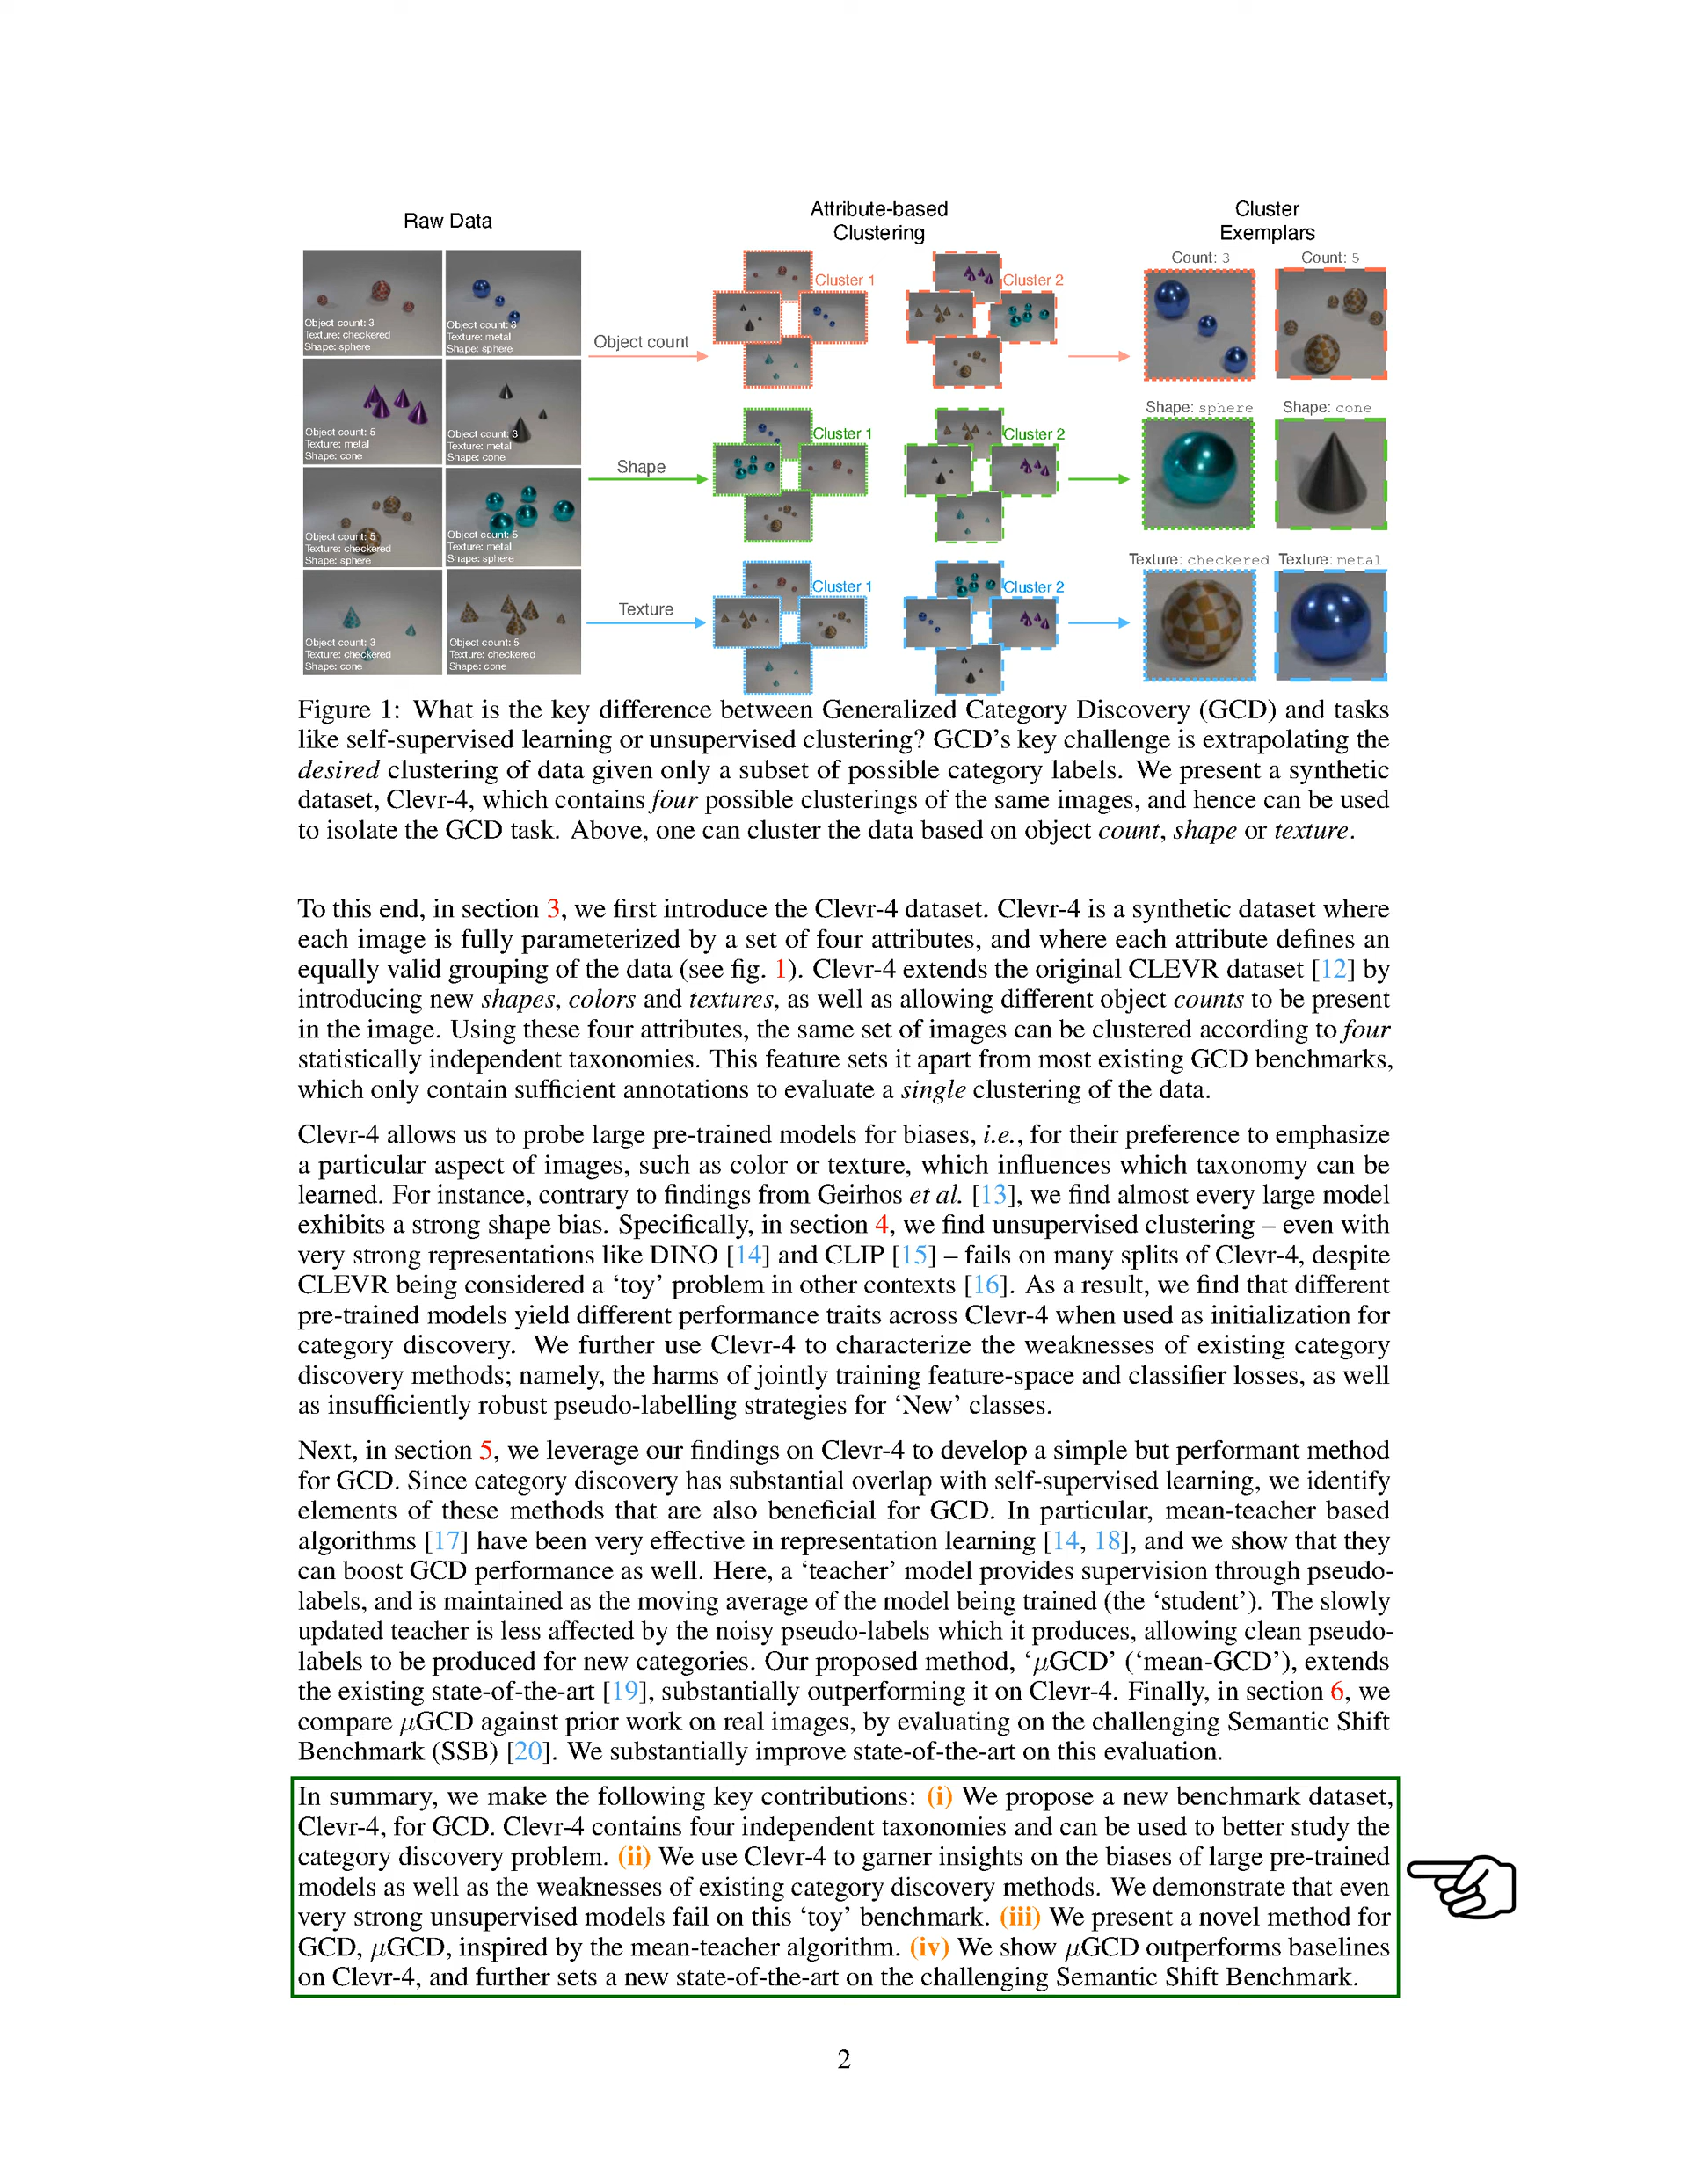 Raw Data
Attribute-based
Clustering
Cluster
Exemplars
Object count: 3
Texture: checkered
Shape: sphere
Object count: 3
Texture: metal
Shape: sphere
Object count: 5
Texture: metal
Shape: cone
Object count: 3
Texture: metal
Shape: cone
Object count: 5
Texture: checkered
Shape: sphere
Object count: 5
Texture: metal
Shape: sphere
Object count: 3
Texture: checkered
Shape: cone
Object count: 5
Texture: checkered
Shape: cone
Object count
Cluster 1
Cluster 2
Count: 3
Count: 5
Shape
Cluster 1
Cluster 2
Shape: sphere
Shape: cone
Texture
Cluster 1
Cluster 2
Texture: checkered
Texture: metal
Figure 1: What is the key difference between Generalized Category Discovery (GCD) and tasks
like self-supervised learning or unsupervised clustering? GCD's key challenge is extrapolating the
desired clustering of data given only a subset of possible category labels. We present a synthetic
dataset, Clevr-4, which contains four possible clusterings of the same images, and hence can be used
to isolate the GCD task. Above, one can cluster the data based on object count, shape or texture.
To this end, in section 3, we first introduce the Clevr-4 dataset. Clevr-4 is a synthetic dataset where
each image is fully parameterized by a set of four attributes, and where each attribute defines an
equally valid grouping of the data (see fig. 1). Clevr-4 extends the original CLEVR dataset [12] by
introducing new shapes, colors and textures, as well as allowing different object counts to be present
in the image. Using these four attributes, the same set of images can be clustered according to four
statistically independent taxonomies. This feature sets it apart from most existing GCD benchmarks,
which only contain sufficient annotations to evaluate a single clustering of the data.
Clevr-4 allows us to probe large pre-trained models for biases, i.e., for their preference to emphasize
a particular aspect of images, such as color or texture, which influences which taxonomy can be
learned. For instance, contrary to findings from Geirhos et al. [13], we find almost every large model
exhibits a strong shape bias. Specifically, in section 4, we find unsupervised clustering – even with
very strong representations like DINO [14] and CLIP [15] – fails on many splits of Clevr-4, despite
CLEVR being considered a ‘toy’ problem in other contexts [16]. As a result, we find that different
pre-trained models yield different performance traits across Clevr-4 when used as initialization for
category discovery. We further use Clevr-4 to characterize the weaknesses of existing category
discovery methods; namely, the harms of jointly training feature-space and classifier losses, as well
as insufficiently robust pseudo-labelling strategies for ‘New’ classes.
Next, in section 5, we leverage our findings on Clevr-4 to develop a simple but performant method
for GCD. Since category discovery has substantial overlap with self-supervised learning, we identify
elements of these methods that are also beneficial for GCD. In particular, mean-teacher based
algorithms [17] have been very effective in representation learning [14, 18], and we show that they
can boost GCD performance as well. Here, a ‘teacher’ model provides supervision through pseudo-
labels, and is maintained as the moving average of the model being trained (the ‘student’). The slowly
updated teacher is less affected by the noisy pseudo-labels which it produces, allowing clean pseudo-
labels to be produced for new categories. Our proposed method, ‘μGCD’ (‘mean-GCD’), extends
the existing state-of-the-art [19], substantially outperforming it on Clevr-4. Finally, in section 6, we
compare μGCD against prior work on real images, by evaluating on the challenging Semantic Shift
Benchmark (SSB) [20]. We substantially improve state-of-the-art on this evaluation.
In summary, we make the following key contributions: (i) We propose a new benchmark dataset,
Clevr-4, for GCD. Clevr-4 contains four independent taxonomies and can be used to better study the
category discovery problem. (ii) We use Clevr-4 to garner insights on the biases of large pre-trained
models as well as the weaknesses of existing category discovery methods. We demonstrate that even
very strong unsupervised models fail on this ‘toy’ benchmark. (iii) We present a novel method for
GCD, μGCD, inspired by the mean-teacher algorithm. (iv) We show μGCD outperforms baselines
on Clevr-4, and further sets a new state-of-the-art on the challenging Semantic Shift Benchmark.
2